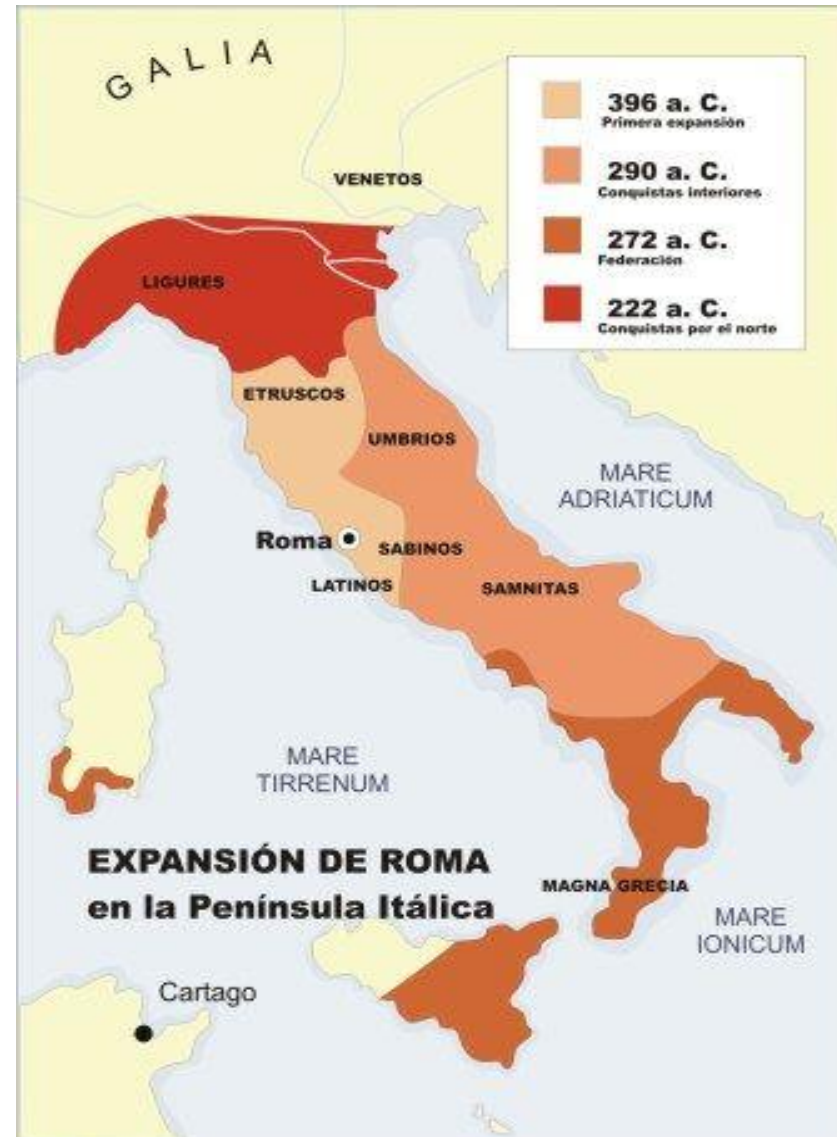 GALIA
396 a. C.
Primera expansión
290 a. C.
Conquistas interiores
272 a. C.
Federación
222 a. C.
Conquistas por el norte
VENETOS
LIGURES
ETRUSCOS
UMBRIOS
MARE
ADRIATICUM
Roma
SABINOS
LATINOS
SAMNITAS
MARE
TIRRENUM
EXPANSIÓN DE ROMA
en la Península Itálica
MAGNA GRECIA
MARE
IONICUM
Cartago